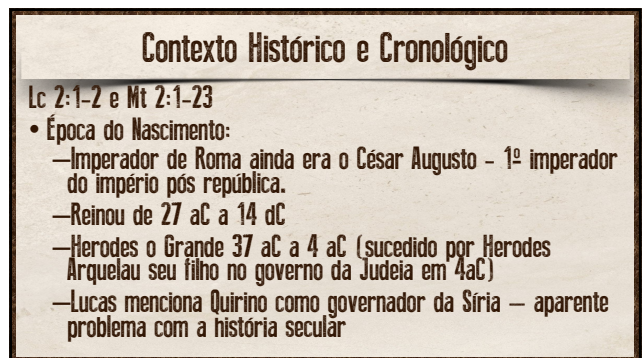 Contexto Histórico e Cronológico
Lc 2:1-2 e Mt 2:1-23
• Época do Nascimento:
—Imperador de Roma ainda era o César Augusto - 1º imperador
do império pós república.
—Reinou de 27 aC a 14 dC
—Herodes o Grande 37 aC a 4 aC (sucedido por Herodes
Arquelau seu filho no governo da Judeia em 4aC)
—Lucas menciona Quirino como governador da Síria – aparente
problema com a história secular